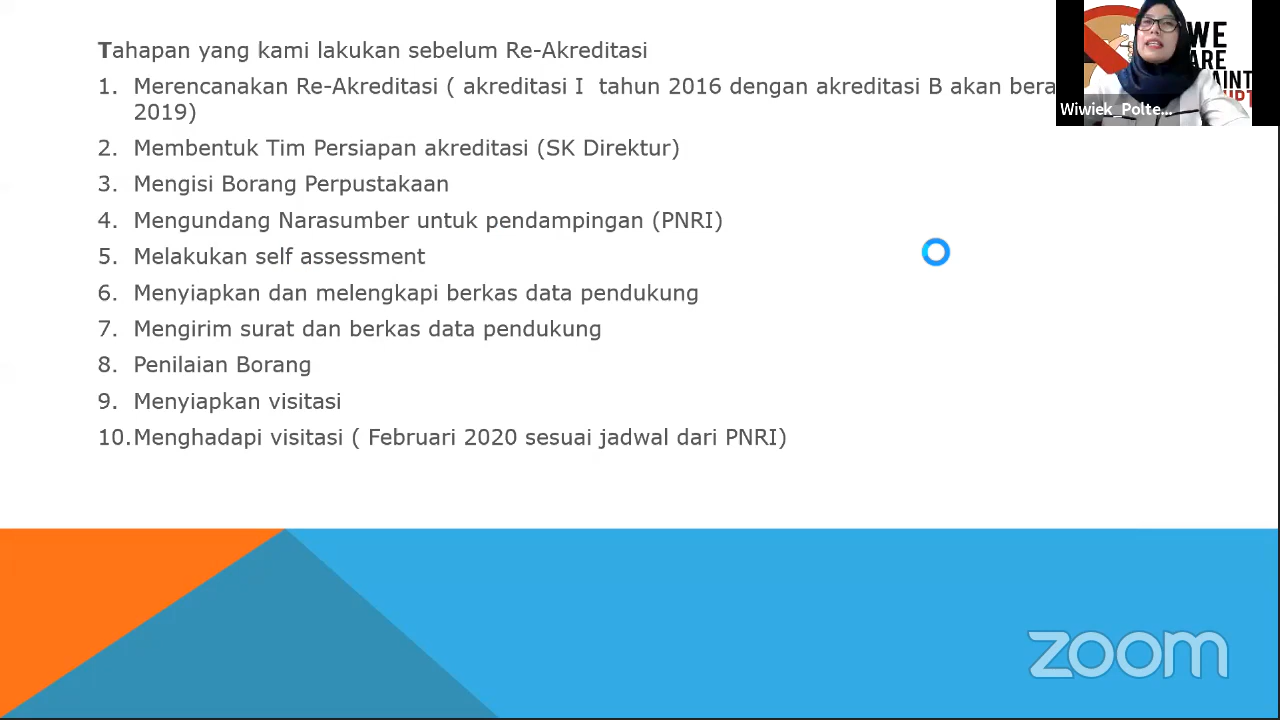 Tahapan yang kami lakukan sebelum Re-Akreditasi
1. Merencanakan Re-Akreditasi ( akreditasi I tahun 2016 dengan akreditasi B akan bera
2019)
2. Membentuk Tim Persiapan akreditasi (SK Direktur)
3. Mengisi Borang Perpustakaan
4. Mengundang Narasumber untuk pendampingan (PNRI)
5. Melakukan self assessment
6. Menyiapkan dan melengkapi berkas data pendukung
7. Mengirim surat dan berkas data pendukung
8. Penilaian Borang
9. Menyiapkan visitasi
10.Menghadapi visitasi ( Februari 2020 sesuai jadwal dari PNRI)
WE
ARE
Wiwiek_Polte...
zoom